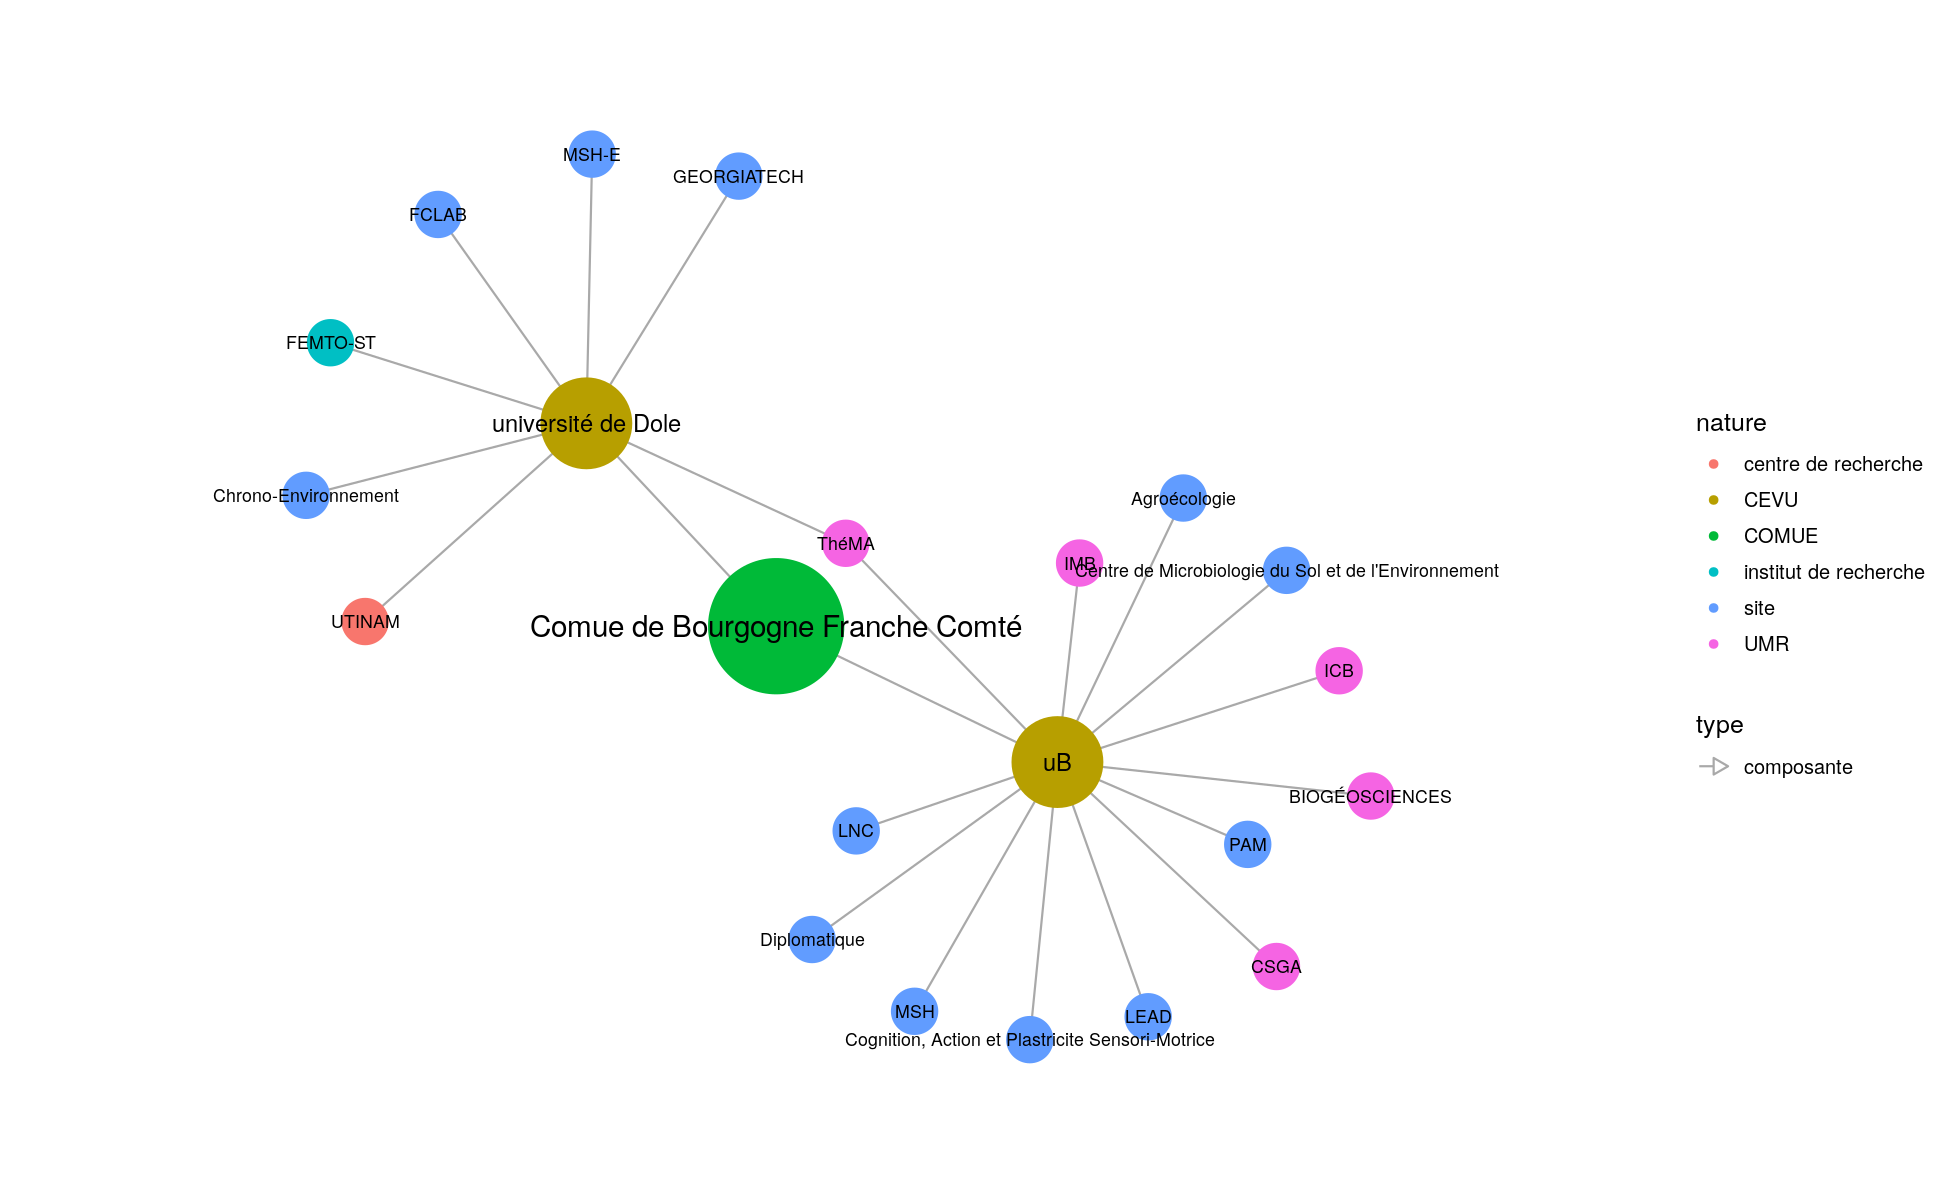 MSH-E
GEORGIATECH
FCLAB
FEMTO-ST
université de Dole
Chrono-Environnement
Agroécologie
ThéMA
IMB
Centre de Microbiologie du Sol et de l'Environnement
UTINAM
Comue de Bourgogne Franche Comté
ICB
uB
BIOGÉOSCIENCES
LNC
PAM
Diplomatique
CSGA
MSH
LEAD
Cognition, Action et Plastricite Sensori-Motrice
nature
centre de recherche
CEVU
COMUE
institut de recherche
site
UMR
type
composante